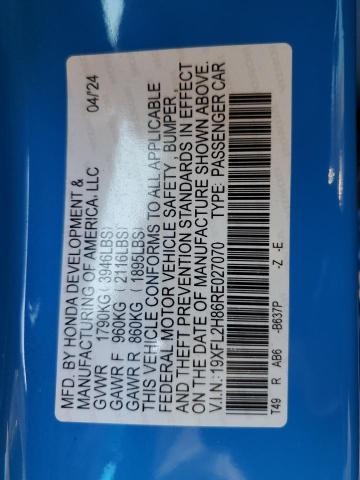 MFD. BY HONDA DEVELOPMENT &
MANUFACTURING OF AMERICA, LLC 04/'24
GVWR 1790KG(3946LBS)
GAWR F 960KG (2116LBS)
GAWR R 860KG (1895LBS)
THIS VEHICLE CONFORMS TO ALL APPLICABLE
FEDERAL MOTOR VEHICLE SAFETY , BUMPER ,
AND THEFT PREVENTION STANDARDS IN EFFECT
ON THE DATE OF MANUFACTURE SHOWN ABOVE.
V.I.N.: 19XFL2H86RE027070 TYPE: PASSENGER CAR
T49 R AB6 -B637P -Z -E